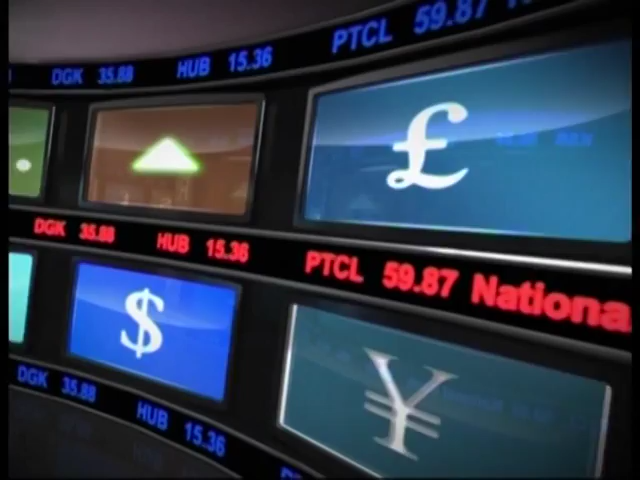 DGK 35.88 HUB 15.36 PTCL 59.87
£
DGK 35.88 HUB 15.36 PTCL 59.87 Nationa
$ ¥
DGK 35.88 HUB 15.36